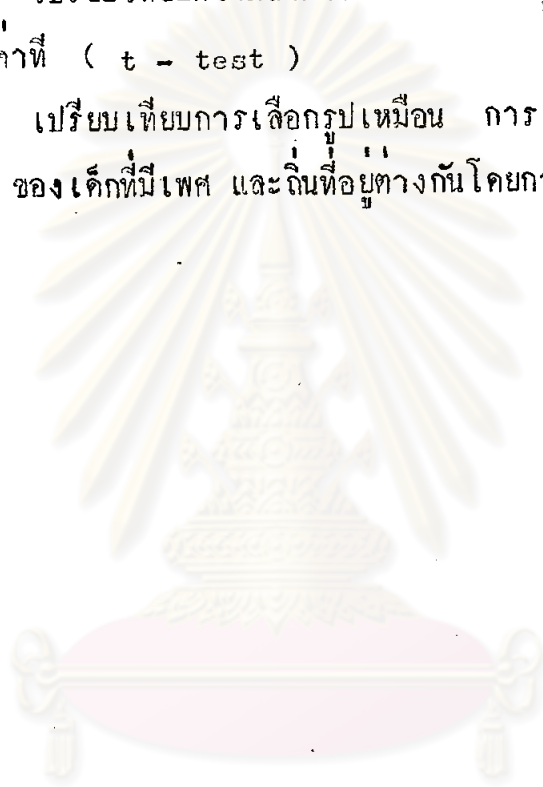 ค่าที ( t - test )
เปรียบเทียบการเลือกรูปเหมือน การ
ของเด็กที่มีเพศ และถิ่นที่อยู่ต่างกันโดยกา